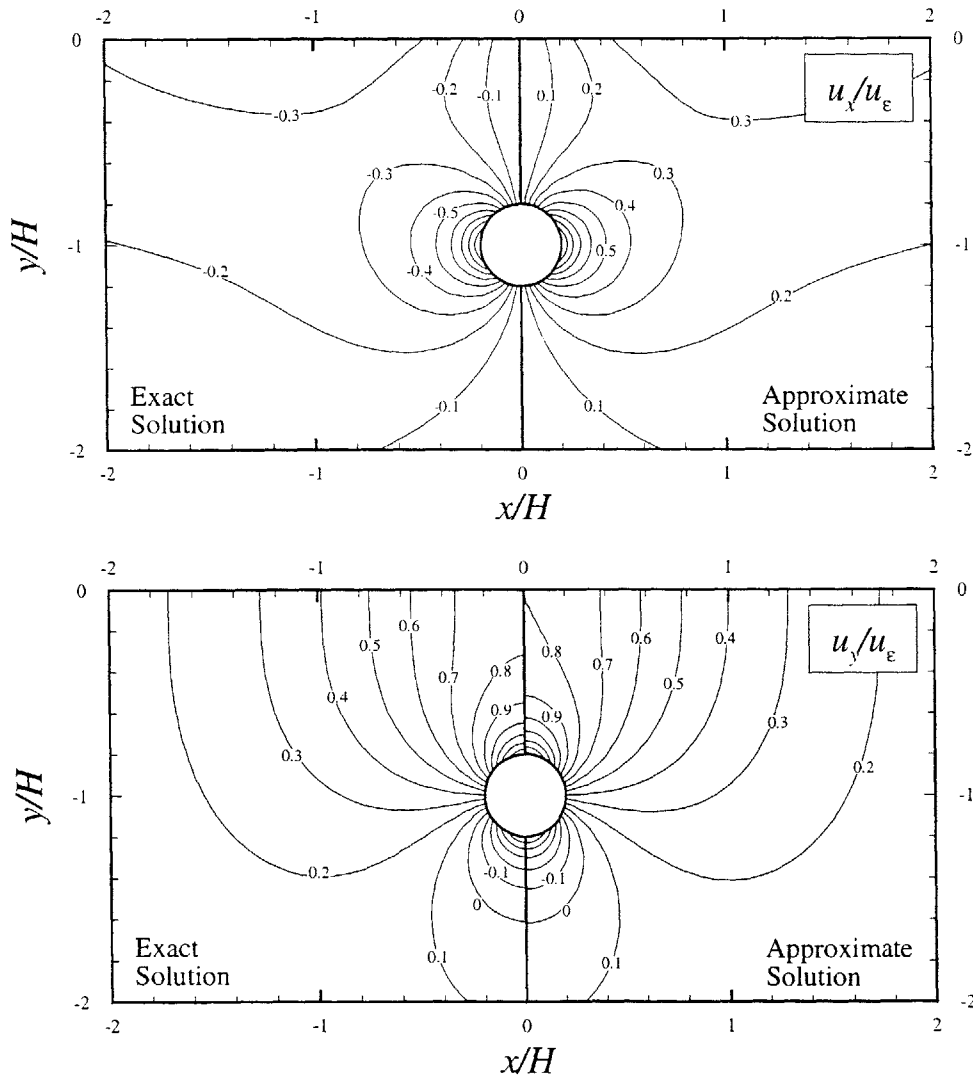 -2 -1 0 1 2
0 0
-0.2 -0.1 0.1 0.2
-0.3 0.3
u_x/u_ε
-0.3 0.3
-0.5 0.4
y/H
-1 -1
-0.4 0.5
-0.2 0.2
-0.1 0.1
Exact
Solution
Approximate
Solution
-2 -2
-2 -1 0 1 2
x/H
-2 -1 0 1 2
0 0
0.6 0.6
0.5 0.4
u_y/u_ε
0.8 0.8
0.7 0.7
0.4 0.5
0.9 0.9
0.3 0.3
0.2
y/H
-1 -1
0.2
-0.1 -0.1
0 0
0.1 0.1
Exact
Solution
Approximate
Solution
-2 -2
-2 -1 0 1 2
x/H